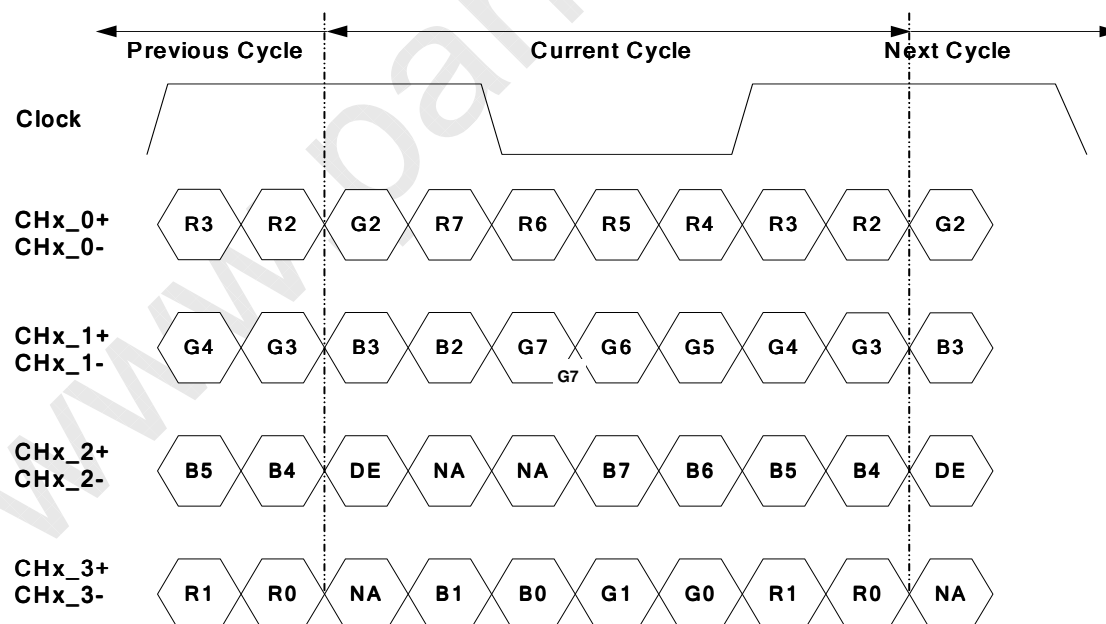 Previous Cycle Current Cycle Next Cycle
Clock
CHx_0+
CHx_0-
R3 R2 G2 R7 R6 R5 R4 R3 R2 G2
CHx_1+
CHx_1-
G4 G3 B3 B2 G7 G6 G5 G4 G3 B3
G7
CHx_2+
CHx_2-
B5 B4 DE NA NA B7 B6 B5 B4 DE
CHx_3+
CHx_3-
R1 R0 NA B1 B0 G1 G0 R1 R0 NA